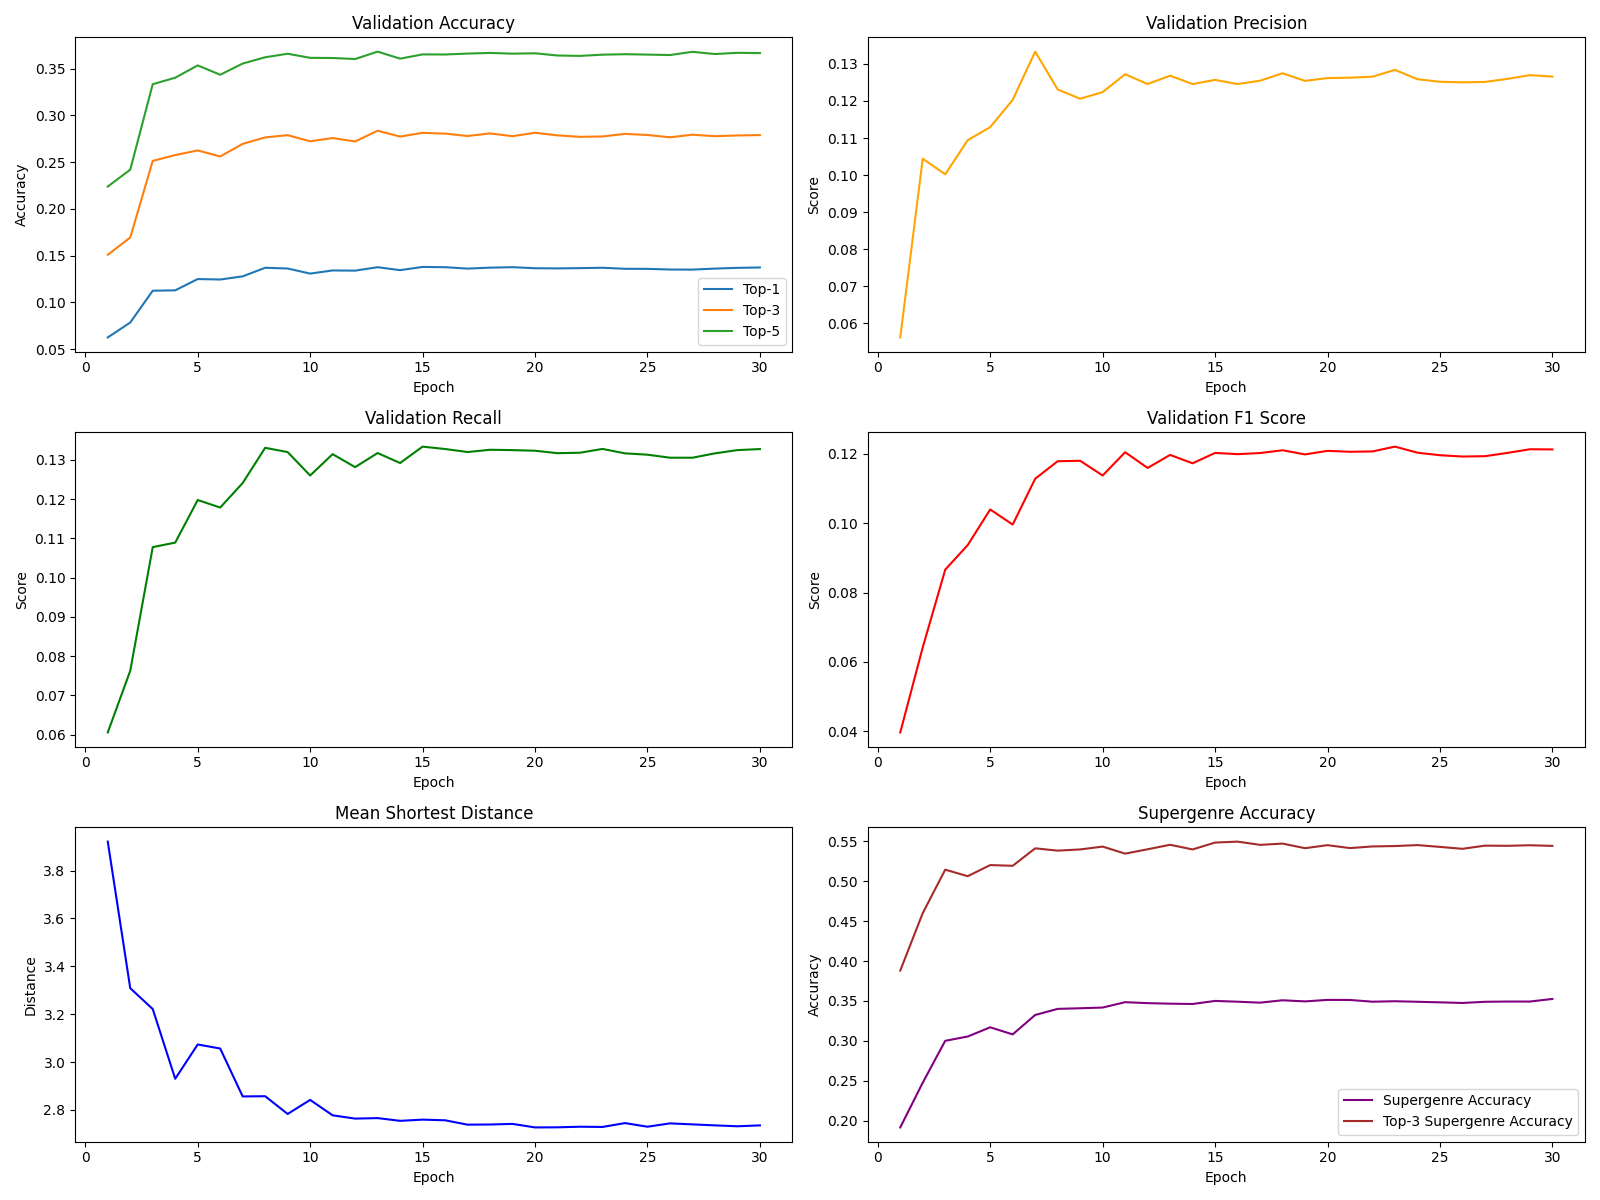 Validation Accuracy
Accuracy
0.35
0.30
0.25
0.20
0.15
0.10
0.05
Top-1
Top-3
Top-5
0 5 10 15 20 25 30
Epoch
Validation Precision
Score
0.13
0.12
0.11
0.10
0.09
0.08
0.07
0.06
0 5 10 15 20 25 30
Epoch
Validation Recall
Score
0.13
0.12
0.11
0.10
0.09
0.08
0.07
0.06
0 5 10 15 20 25 30
Epoch
Validation F1 Score
Score
0.12
0.10
0.08
0.06
0.04
0 5 10 15 20 25 30
Epoch
Mean Shortest Distance
Distance
3.8
3.6
3.4
3.2
3.0
2.8
0 5 10 15 20 25 30
Epoch
Supergenre Accuracy
Accuracy
0.55
0.50
0.45
0.40
0.35
0.30
0.25
0.20
Supergenre Accuracy
Top-3 Supergenre Accuracy
0 5 10 15 20 25 30
Epoch